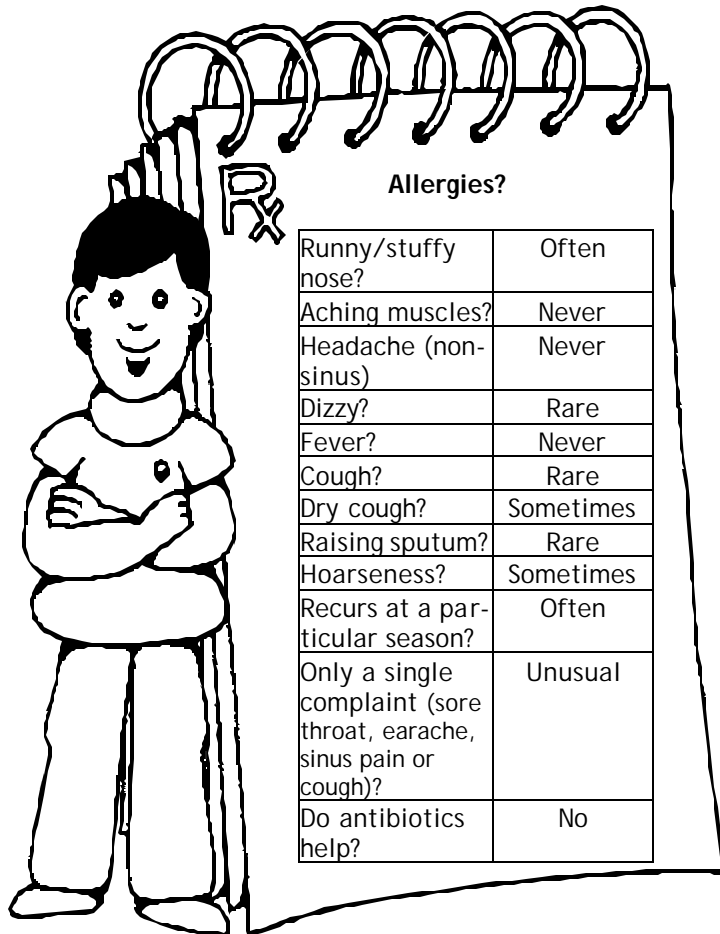 Rx
Allergies?
Runny/stuffy Often
nose?
Aching muscles? Never
Headache (non- Never
sinus)
Dizzy? Rare
Fever? Never
Cough? Rare
Dry cough? Sometimes
Raising sputum? Rare
Hoarseness? Sometimes
Recurs at a par- Often
ticular season?
Only a single Unusual
complaint (sore
throat, earache,
sinus pain or
cough)?
Do antibiotics No
help?